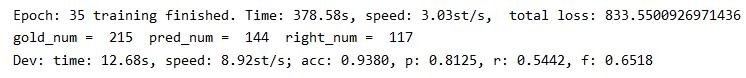 Epoch: 35 training finished. Time: 378.58s, speed: 3.03st/s,  total loss: 833.5500926971436
gold_num =  215  pred_num =  144  right_num =  117
Dev: time: 12.68s, speed: 8.92st/s; acc: 0.9380, p: 0.8125, r: 0.5442, f: 0.6518